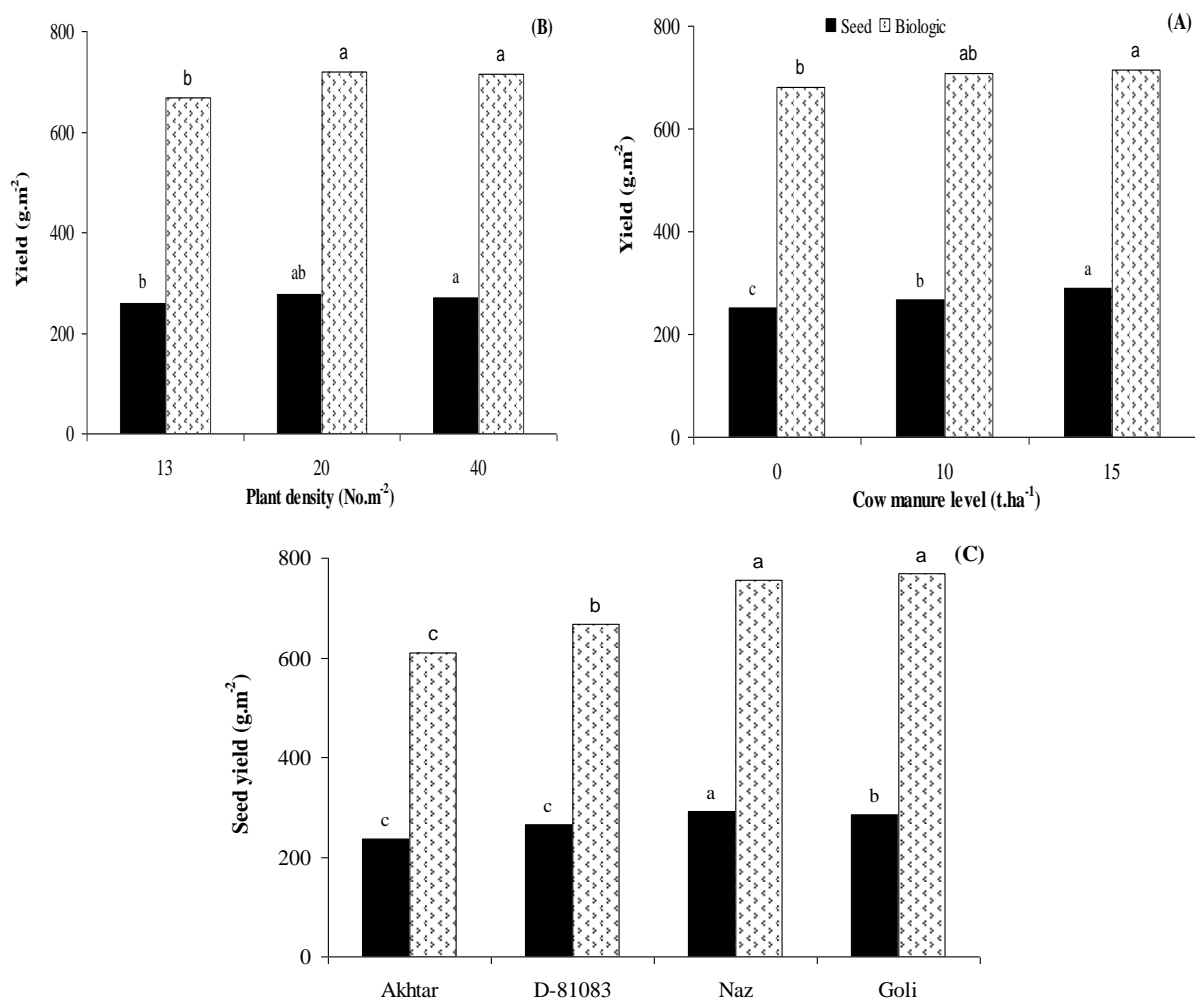 (B)
800
600
400
200
0
Yield (g.m⁻²)
b
a
a
b
ab
a
13 20 40
Plant density (No.m⁻²)
(A)
Seed Biologic
800
600
400
200
0
Yield (g.m⁻²)
b
ab
a
c
b
a
0 10 15
Cow manure level (t.ha⁻¹)
(C)
800
600
400
200
0
Seed yield (g.m⁻²)
c
b
a
a
c
c
a
b
Akhtar D-81083 Naz Goli